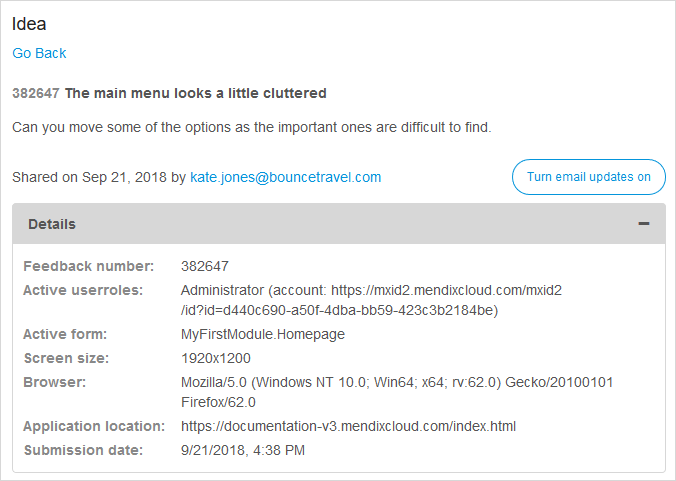 Idea
Go Back
382647 The main menu looks a little cluttered
Can you move some of the options as the important ones are difficult to find.
Shared on Sep 21, 2018 by kate.jones@bouncetravel.com
Turn email updates on
Details
Feedback number: 382647
Active userroles: Administrator (account: https://mxid2.mendixcloud.com/mxid2
/id?id=d440c690-a50f-4dba-bb59-423c3b2184be)
Active form: MyFirstModule.Homepage
Screen size: 1920x1200
Browser: Mozilla/5.0 (Windows NT 10.0; Win64; x64; rv:62.0) Gecko/20100101
Firefox/62.0
Application location: https://documentation-v3.mendixcloud.com/index.html
Submission date: 9/21/2018, 4:38 PM